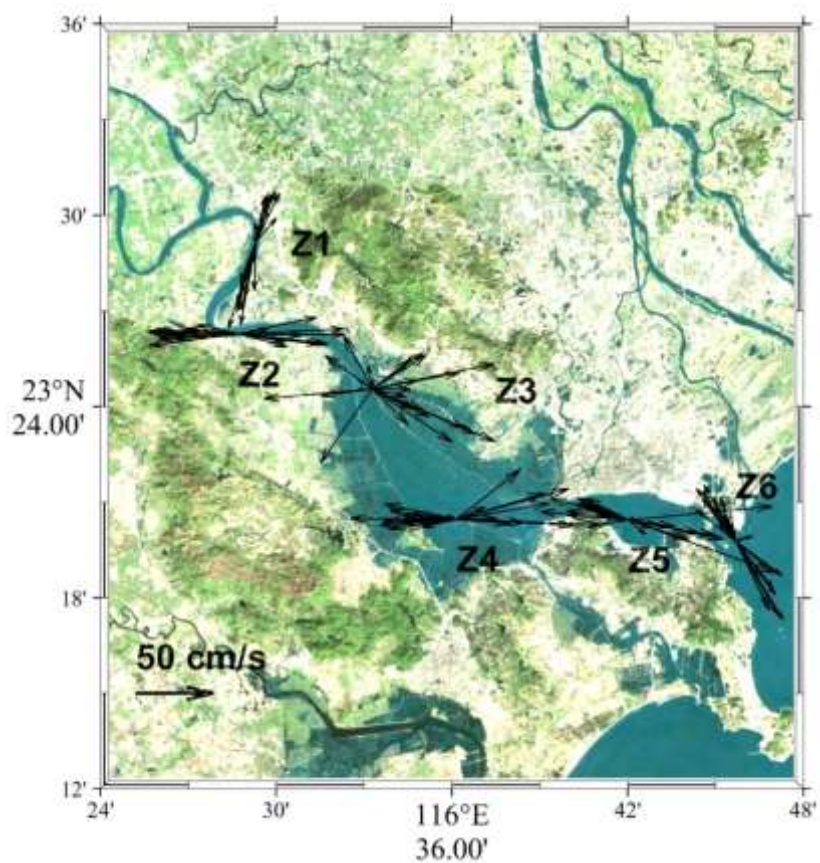 36'
30'
Z1
Z2
Z3
23°N
24.00'
Z6
Z4
Z5
18'
50 cm/s
12'
24'
30'
116°E
36.00'
42'
48'